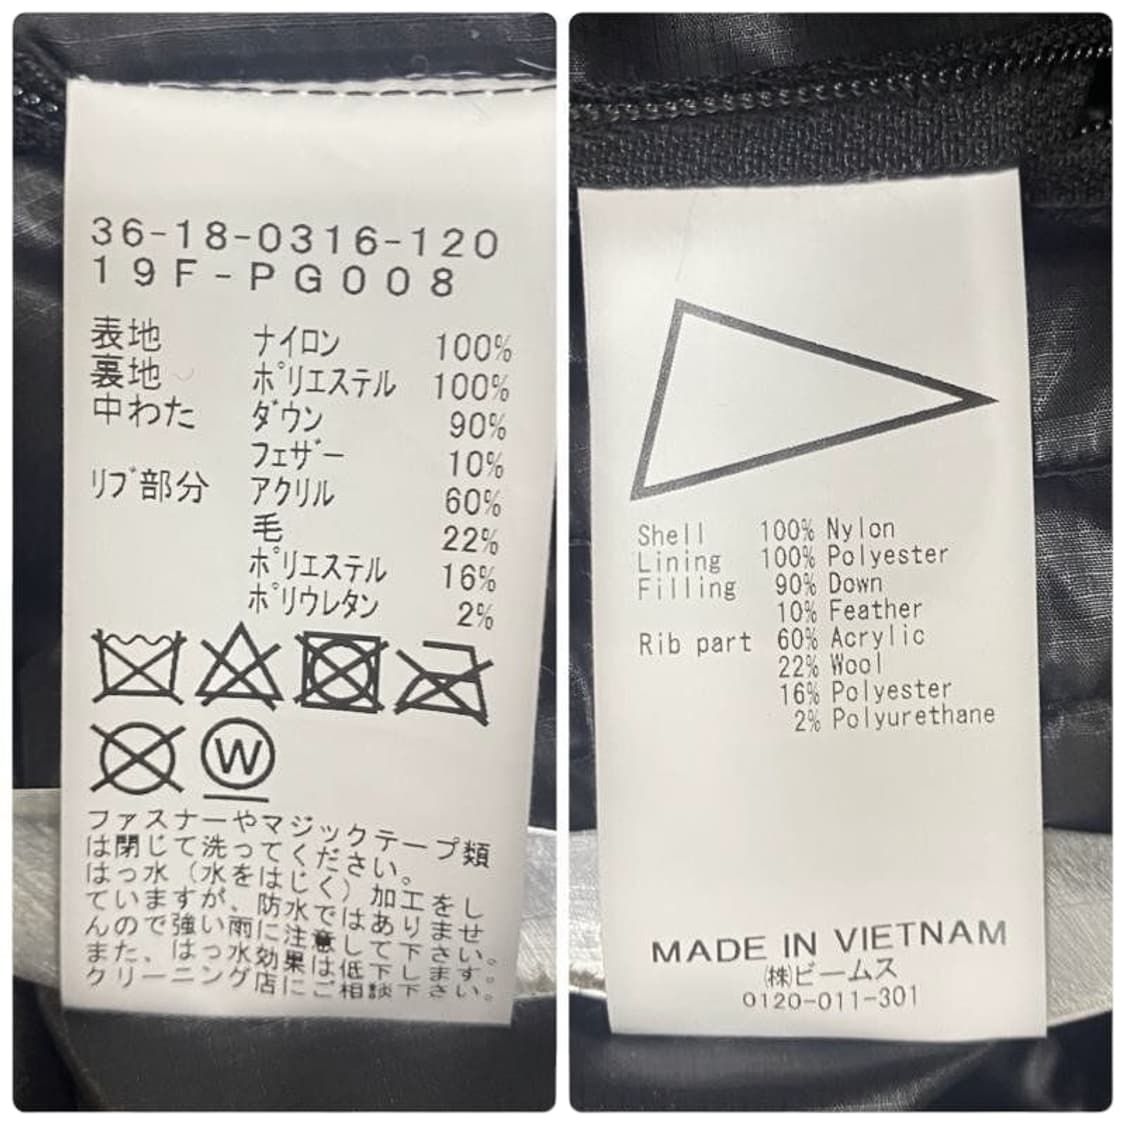 36-18-0316-120
19F-PG008
表地 ナイロン 100%
裏地 ポリエステル 100%
中わた ダウン 90%
フェザー 10%
リブ部分 アクリル 60%
毛 22%
ポリエステル 16%
ポリウレタン 2%
W
ファスナーやマジックテープ類
は閉じて洗ってください。
はっ水（水をはじく）加工をし
ていますが、防水ではありませ
んので強い雨に注意して下さい。
また、はっ水効果は低下します。
クリーニング店にご相談下さい。
Shell 100% Nylon
Lining 100% Polyester
Filling 90% Down
10% Feather
Rib part 60% Acrylic
22% Wool
16% Polyester
2% Polyurethane
MADE IN VIETNAM
(株)ビームス
0120-011-301